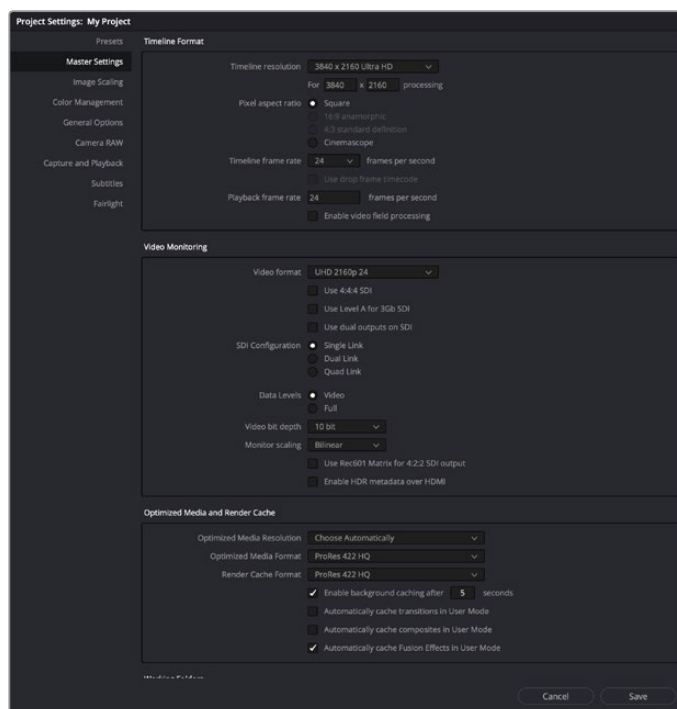 Project Settings: My Project
Presets
Master Settings
Image Scaling
Color Management
General Options
Camera RAW
Capture and Playback
Subtitles
Fairlight
Timeline Format
Timeline resolution 3840 x 2160 Ultra HD
For 3840 x 2160 processing
Pixel aspect ratio Square
16:9 anamorphic
4:3 standard definition
Cinemascope
Timeline frame rate 24 frames per second
Use drop frame timecode
Playback frame rate 24 frames per second
Enable video field processing
Video Monitoring
Video format UHD 2160p 24
Use 4:4:4 SDI
Use Level A for 3Gb SDI
Use dual outputs on SDI
SDI Configuration Single Link
Dual Link
Quad Link
Data Levels Video
Full
Video bit depth 10 bit
Monitor scaling Bilinear
Use Rec601 Matrix for 4:2:2 SDI output
Enable HDR metadata over HDMI
Optimized Media and Render Cache
Optimized Media Resolution Choose Automatically
Optimized Media Format ProRes 422 HQ
Render Cache Format ProRes 422 HQ
Enable background caching after 5 seconds
Automatically cache transitions in User Mode
Automatically cache composites in User Mode
Automatically cache Fusion Effects in User Mode
Working Folders
Cancel Save